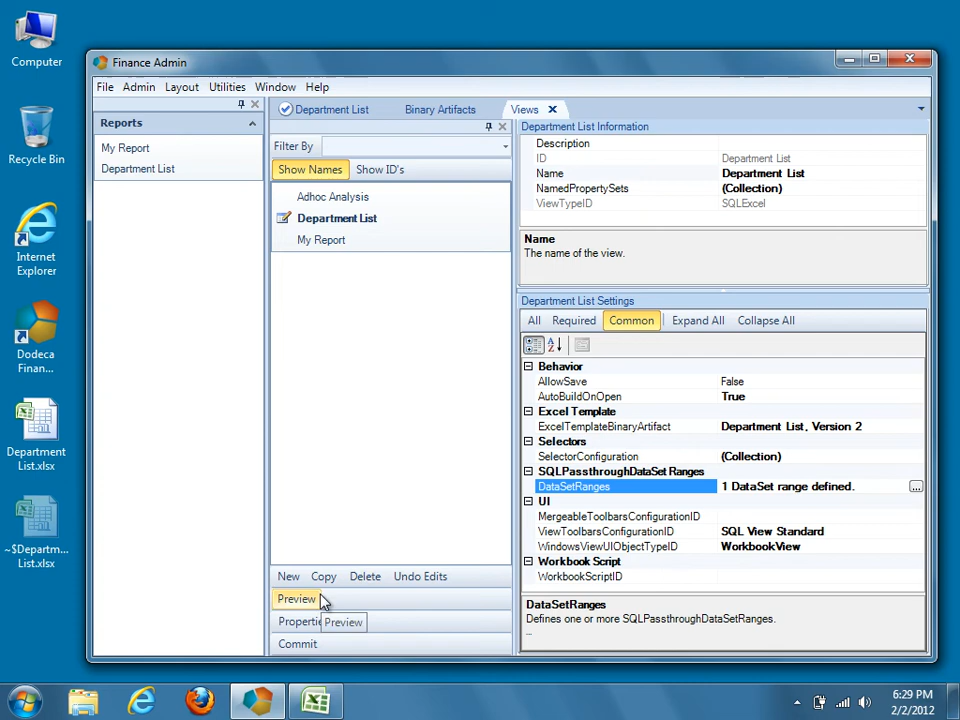 Computer
Recycle Bin
Internet
Explorer
Dodeca
Finan...
Department
List.xlsx
~$Departm...
List.xlsx
Finance Admin
File Admin Layout Utilities Window Help
Reports
My Report
Department List
Department List Binary Artifacts Views
Filter By
Show Names Show ID's
Adhoc Analysis
Department List
My Report
New Copy Delete Undo Edits
Preview
Propertie
Preview
Commit
Department List Information
Description
ID Department List
Name Department List
NamedPropertySets (Collection)
ViewTypeID SQLExcel
Name
The name of the view.
Department List Settings
All Required Common Expand All Collapse All
Behavior
AllowSave False
AutoBuildOnOpen True
Excel Template
ExcelTemplateBinaryArtifact Department List, Version 2
Selectors
SelectorConfiguration (Collection)
SQLPassthroughDataSet Ranges
DataSetRanges 1 DataSet range defined. ...
UI
MergeableToolbarsConfigurationID
ViewToolbarsConfigurationID SQL View Standard
WindowsViewUIObjectTypeID WorkbookView
Workbook Script
WorkbookScriptID
DataSetRanges
Defines one or more SQLPassthroughDataSetRanges.
...
6:29 PM
2/2/2012